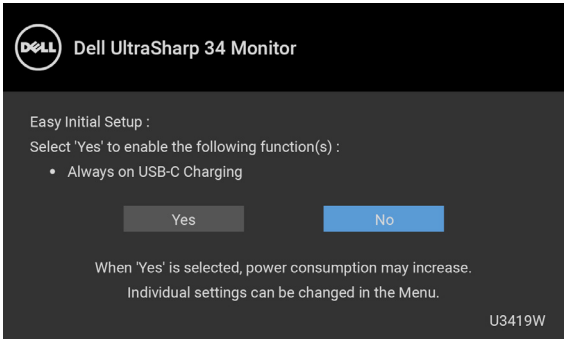 DELL
Dell UltraSharp 34 Monitor
Easy Initial Setup :
Select 'Yes' to enable the following function(s) :
• Always on USB-C Charging
Yes No
When 'Yes' is selected, power consumption may increase.
Individual settings can be changed in the Menu.
U3419W